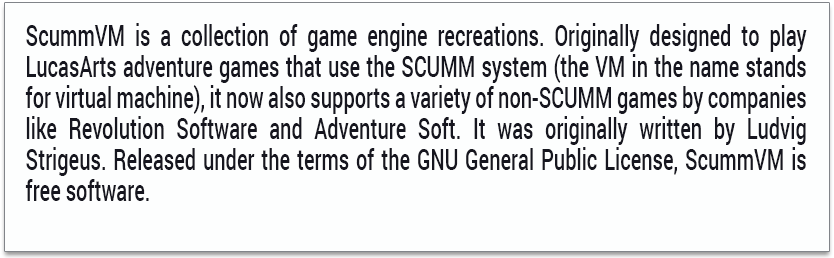 ScummVM is a collection of game engine recreations. Originally designed to play
LucasArts adventure games that use the SCUMM system (the VM in the name stands
for virtual machine), it now also supports a variety of non-SCUMM games by companies
like Revolution Software and Adventure Soft. It was originally written by Ludvig
Strigeus. Released under the terms of the GNU General Public License, ScummVM is
free software.